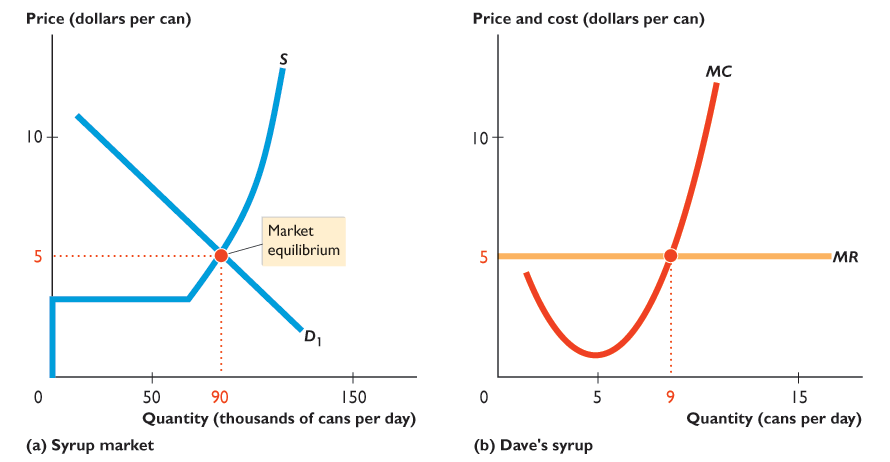 Price (dollars per can)
S
10
Market
equilibrium
5
D1
0
50
90
150
Quantity (thousands of cans per day)
(a) Syrup market
Price and cost (dollars per can)
MC
10
5
MR
0
5
9
15
Quantity (cans per day)
(b) Dave's syrup